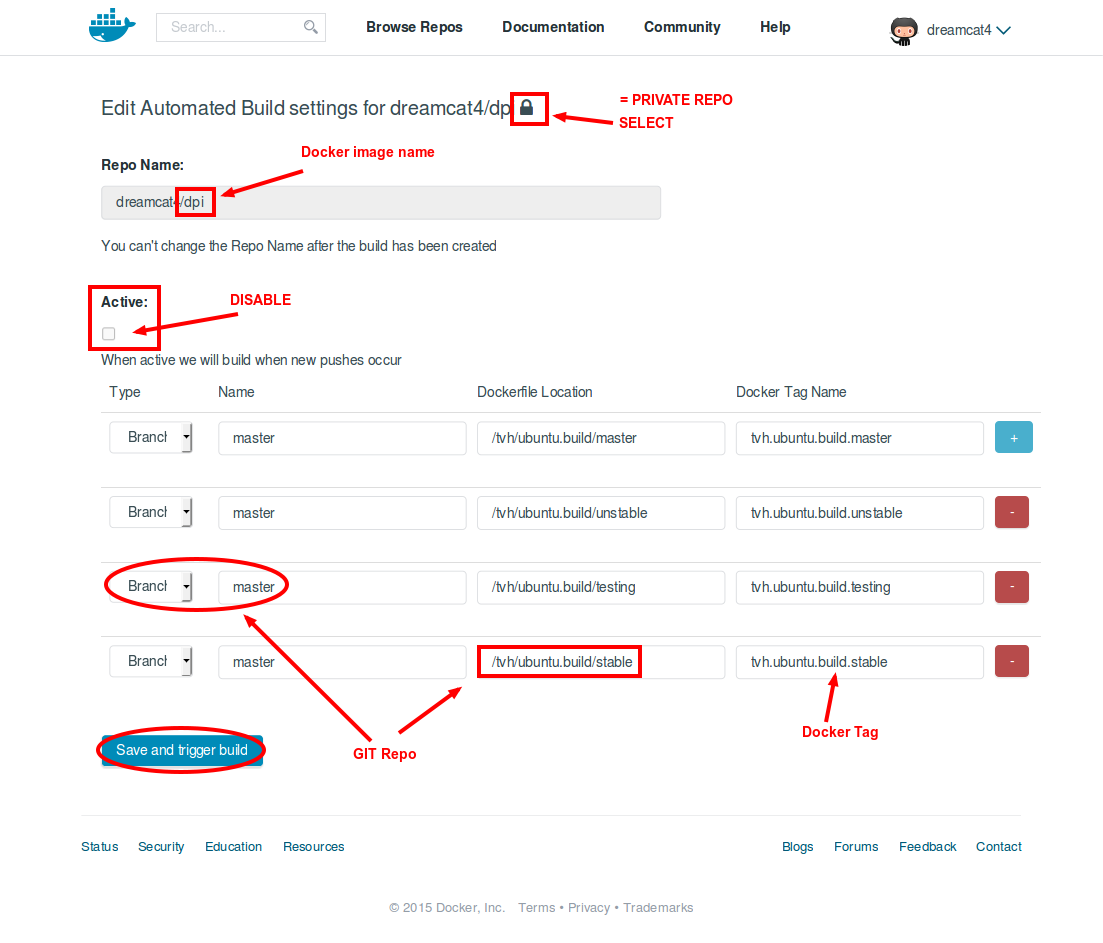 Search... Browse Repos Documentation Community Help dreamcat4
Edit Automated Build settings for dreamcat4/dp
= PRIVATE REPO
SELECT
Docker image name
Repo Name:
dreamcat4/dpi
You can't change the Repo Name after the build has been created
Active:
DISABLE
When active we will build when new pushes occur
Type Name Dockerfile Location Docker Tag Name
Branch master /tvh/ubuntu.build/master tvh.ubuntu.build.master +
Branch master /tvh/ubuntu.build/unstable tvh.ubuntu.build.unstable -
Branch master /tvh/ubuntu.build/testing tvh.ubuntu.build.testing -
Branch master /tvh/ubuntu.build/stable tvh.ubuntu.build.stable -
Docker Tag
Save and trigger build
GIT Repo
Status Security Education Resources Blogs Forums Feedback Contact
© 2015 Docker, Inc. Terms • Privacy • Trademarks